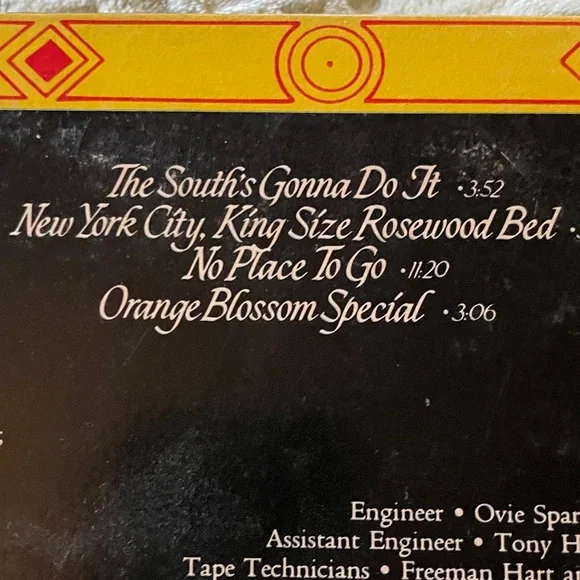 The South's Gonna Do It • 3:52
New York City, King Size Rosewood Bed •
No Place To Go • 11:20
Orange Blossom Special • 3:06
Engineer • Ovie
Assistant Engineer • Tony
Tape Technicians • Freeman Hart